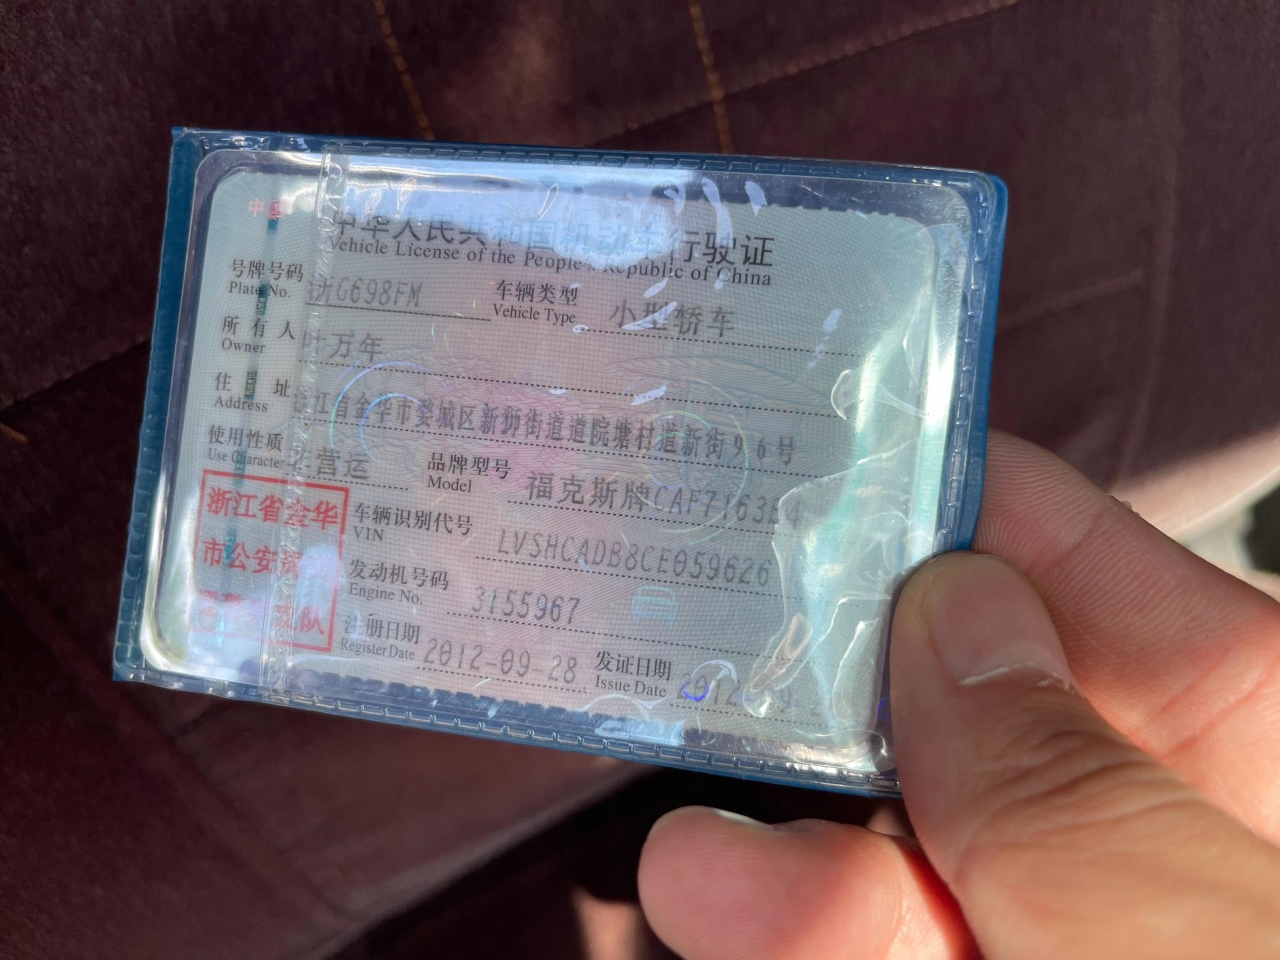 中华人民共和国机动车行驶证
Vehicle License of the People's Republic of China
号牌号码 浙G698FM 车辆类型 小型轿车
Plate No. Vehicle Type
所有人 叶万年
Owner
住址 浙江省金华市婺城区新狮街道道院塘村道新街96号
Address
使用性质 非营运 品牌型号 福克斯牌CAF7163B4
Use Character Model
浙江省金华
市公安
支队
车辆识别代号 LVSHCADB8CE059626
VIN
发动机号码 3155967
Engine No.
注册日期 2012-09-28 发证日期 2012
Register Date Issue Date